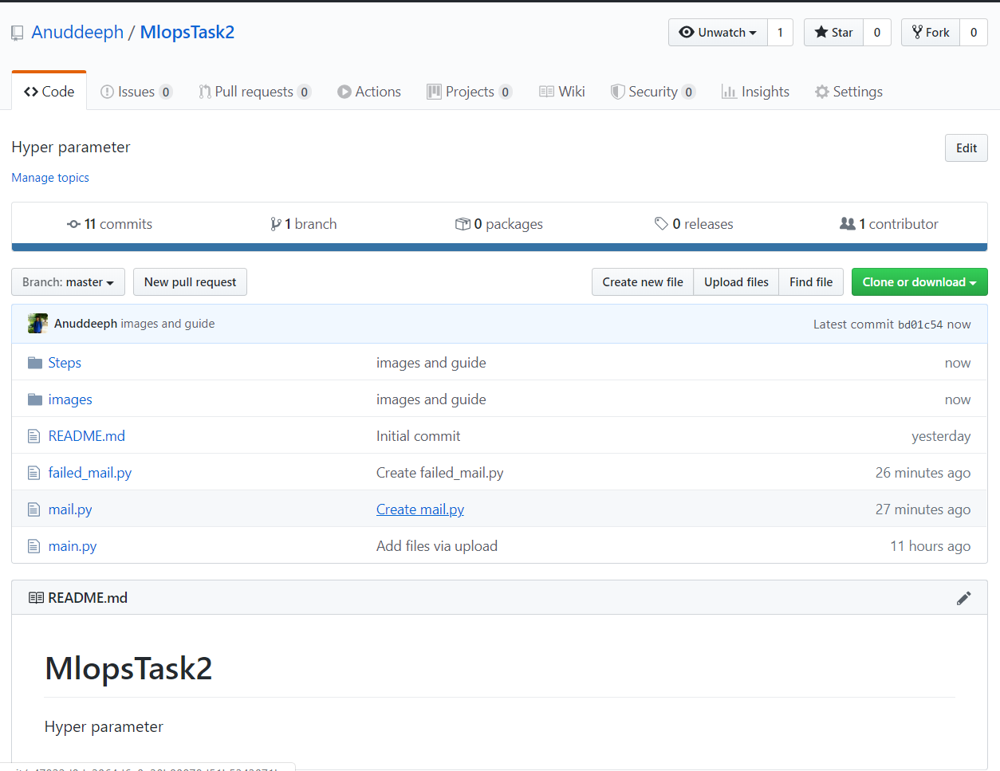 Anuddeeph / MlopsTask2
Unwatch 1 Star 0 Fork 0
Code Issues 0 Pull requests 0 Actions Projects 0 Wiki Security 0 Insights Settings
Hyper parameter
Edit
Manage topics
11 commits 1 branch 0 packages 0 releases 1 contributor
Branch: master New pull request Create new file Upload files Find file Clone or download
Anuddeeph images and guide Latest commit bd01c54 now
Steps images and guide now
images images and guide now
README.md Initial commit yesterday
failed_mail.py Create failed_mail.py 26 minutes ago
mail.py Create mail.py 27 minutes ago
main.py Add files via upload 11 hours ago
README.md
MlopsTask2
Hyper parameter